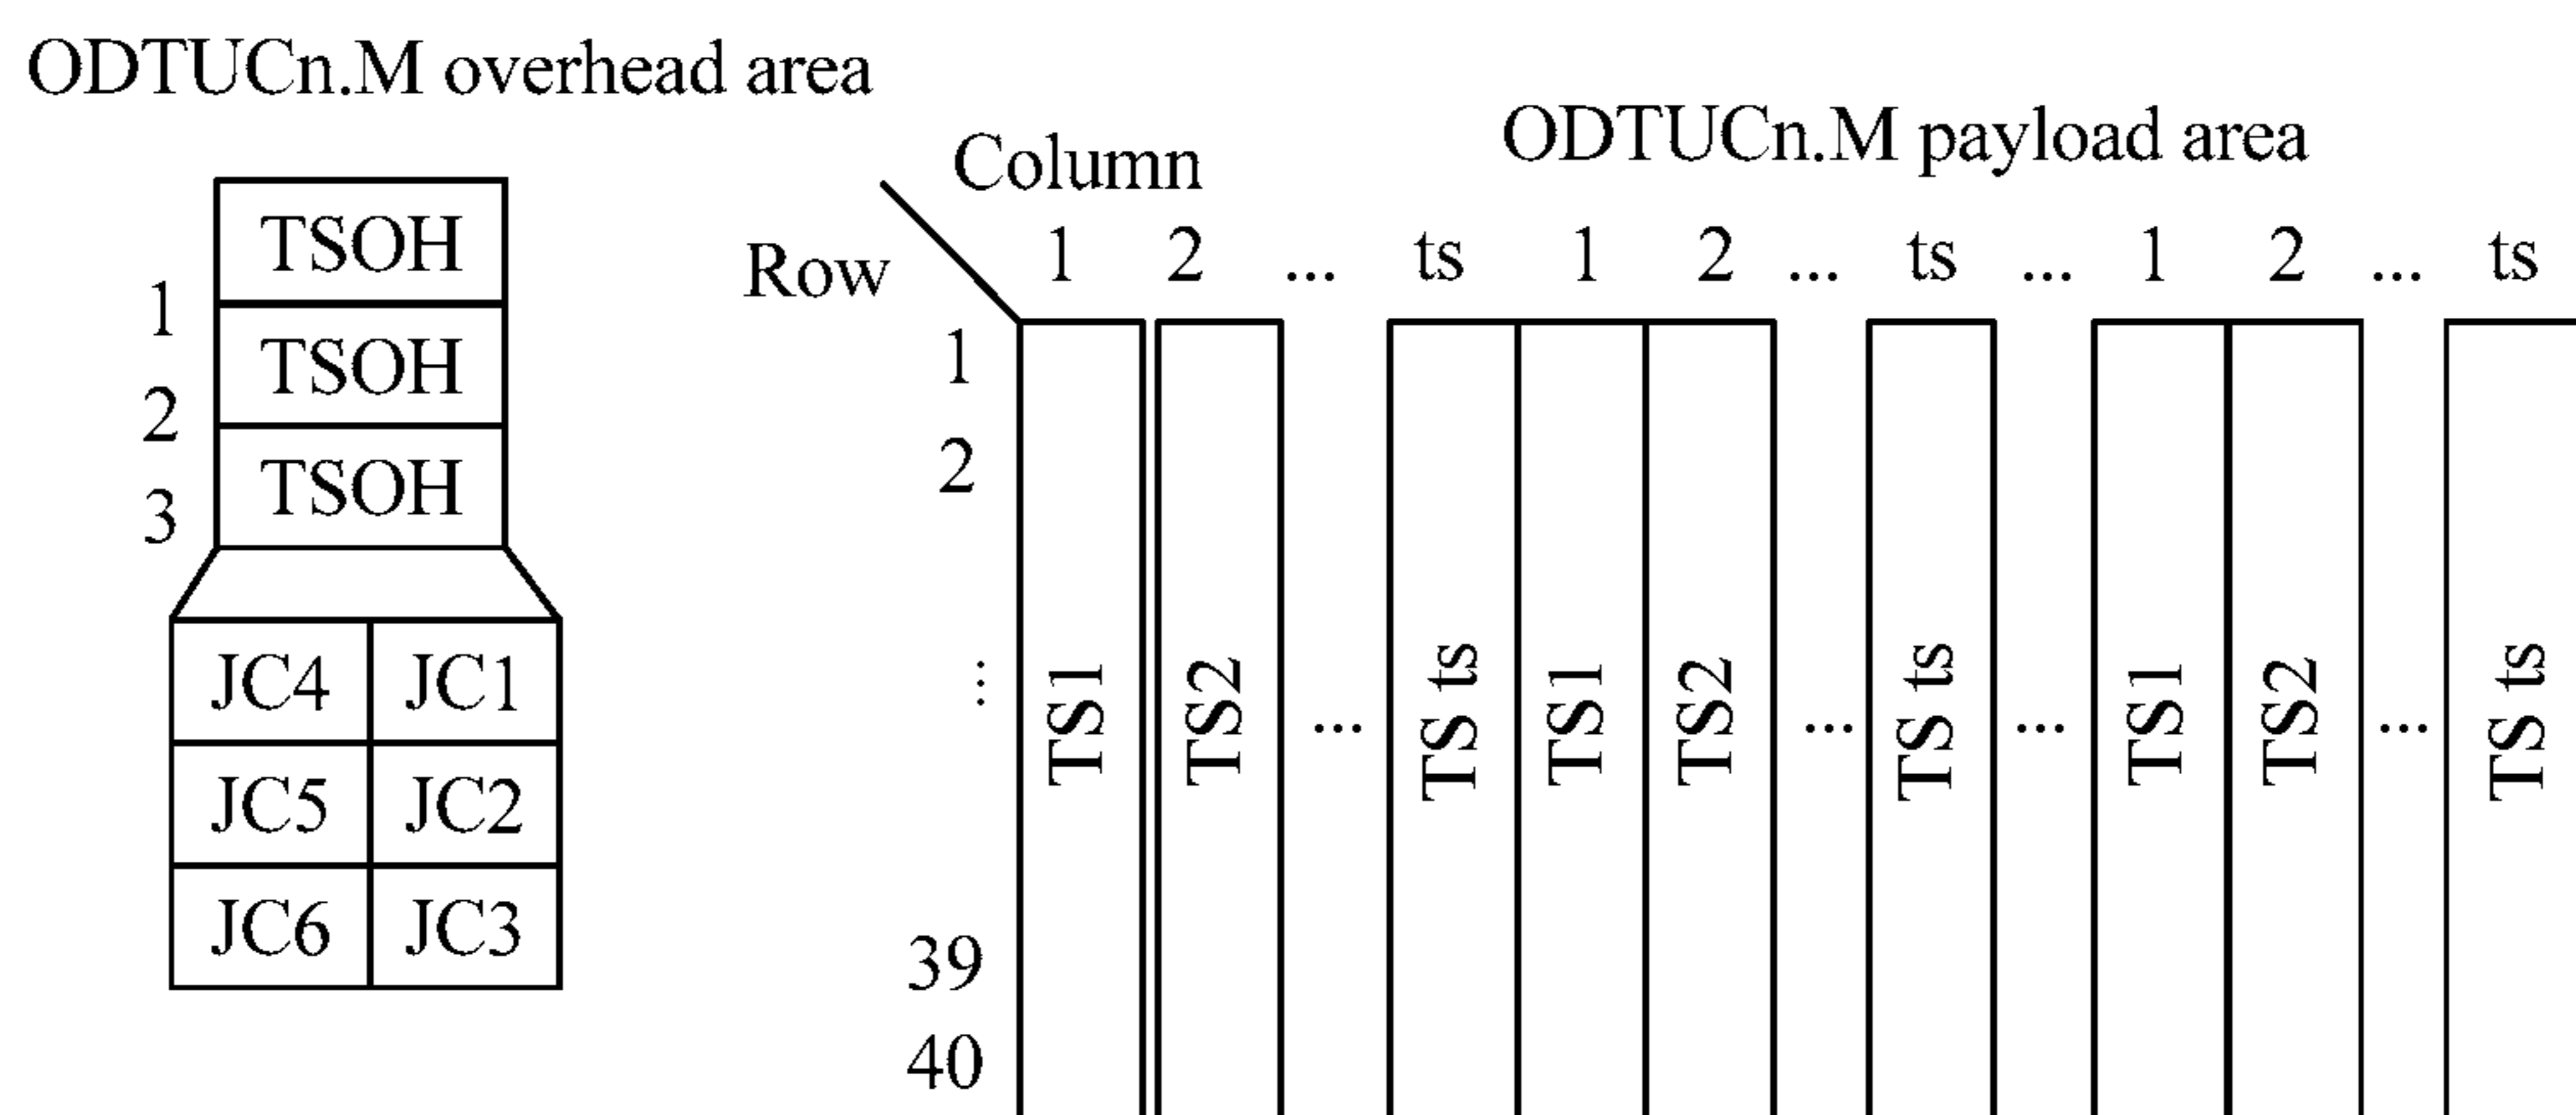 ODTUCn.M overhead area
TSOH
1
TSOH
2
TSOH
3
JC4 JC1
JC5 JC2
JC6 JC3
ODTUCn.M payload area
Column
Row
1 2 ... ts 1 2 ... ts ... 1 2 ... ts
1
2
...
TS1 TS2 ... TS ts TS1 TS2 ... TS ts ... TS1 TS2 ... TS ts
39
40